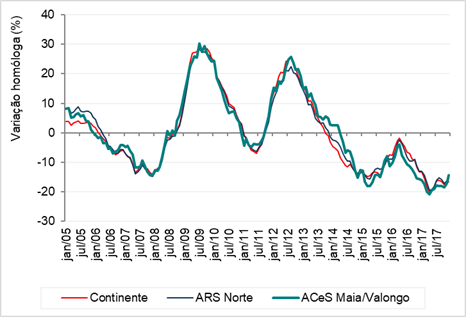 Variação homóloga (%)
40
30
20
10
0
-10
-20
-30
jan/05
jul/05
jan/06
jul/06
jan/07
jul/07
jan/08
jul/08
jan/09
jul/09
jan/10
jul/10
jan/11
jul/11
jan/12
jul/12
jan/13
jul/13
jan/14
jul/14
jan/15
jul/15
jan/16
jul/16
jan/17
jul/17
Continente ARS Norte ACeS Maia/Valongo